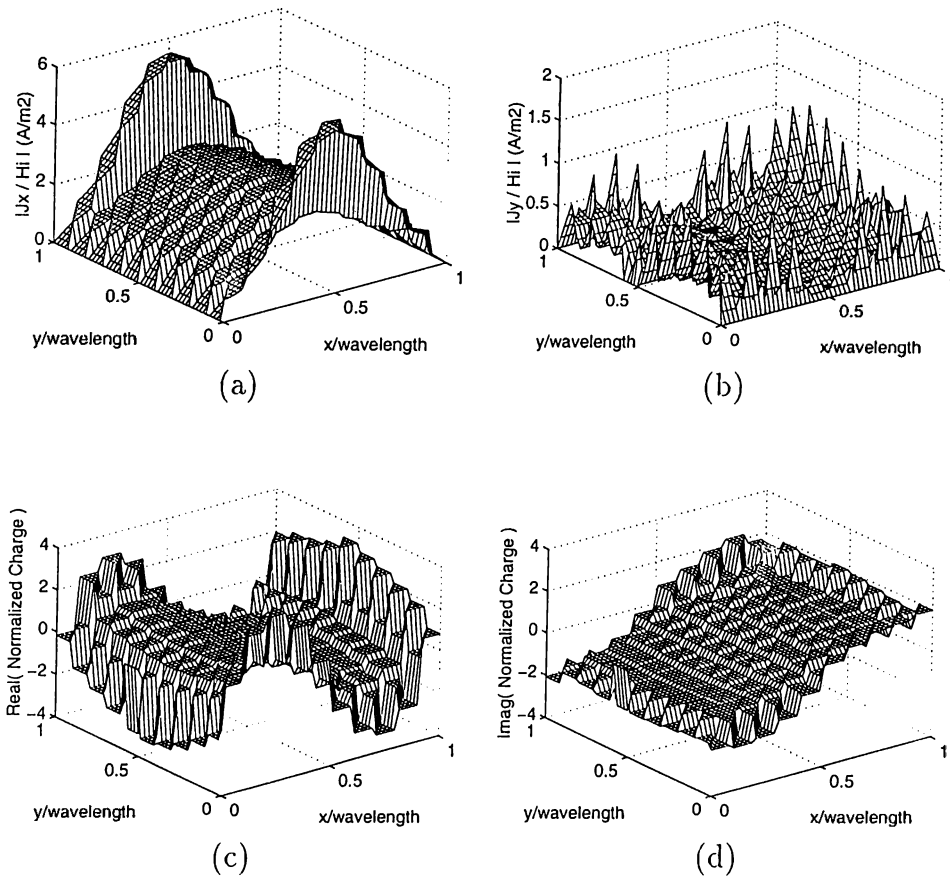 |Jx / Hi | (A/m2)
6
4
2
0
1
0.5
0
0
0.5
1
y/wavelength
x/wavelength
(a)
|Jy / Hi | (A/m2)
2
1.5
1
0.5
0
1
0.5
0
0
0.5
1
y/wavelength
x/wavelength
(b)
Real( Normalized Charge )
4
2
0
−2
−4
1
0.5
0
0
0.5
1
y/wavelength
x/wavelength
(c)
Imag( Normalized Charge )
4
2
0
−2
−4
1
0.5
0
0
0.5
1
y/wavelength
x/wavelength
(d)